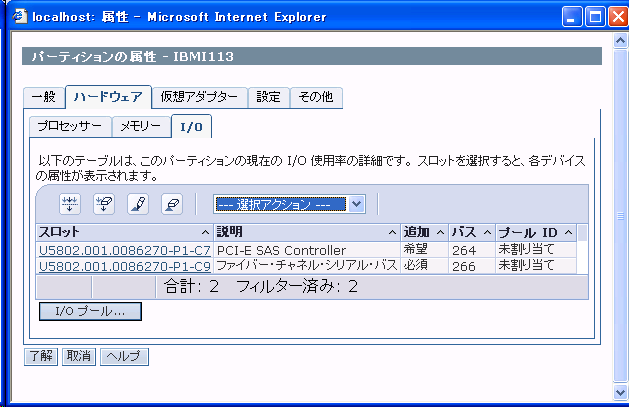 localhost: 属性 - Microsoft Internet Explorer
パーティションの属性 - IBMI113
一般 ハードウェア 仮想アダプター 設定 その他
プロセッサー メモリー I/O
以下のテーブルは、このパーティションの現在の I/O 使用率の詳細です。 スロットを選択すると、各デバイス
の属性が表示されます。
--- 選択アクション ---
スロット ^ 説明 ^ 追加 ^ バス ^ プール ID ^
U5802.001.0086270-P1-C7 PCI-E SAS Controller 希望 264 未割り当て
U5802.001.0086270-P1-C9 ファイバー・チャネル・シリアル・バス 必須 266 未割り当て
合計: 2 フィルター済み: 2
I/O プール...
了解 取消 ヘルプ